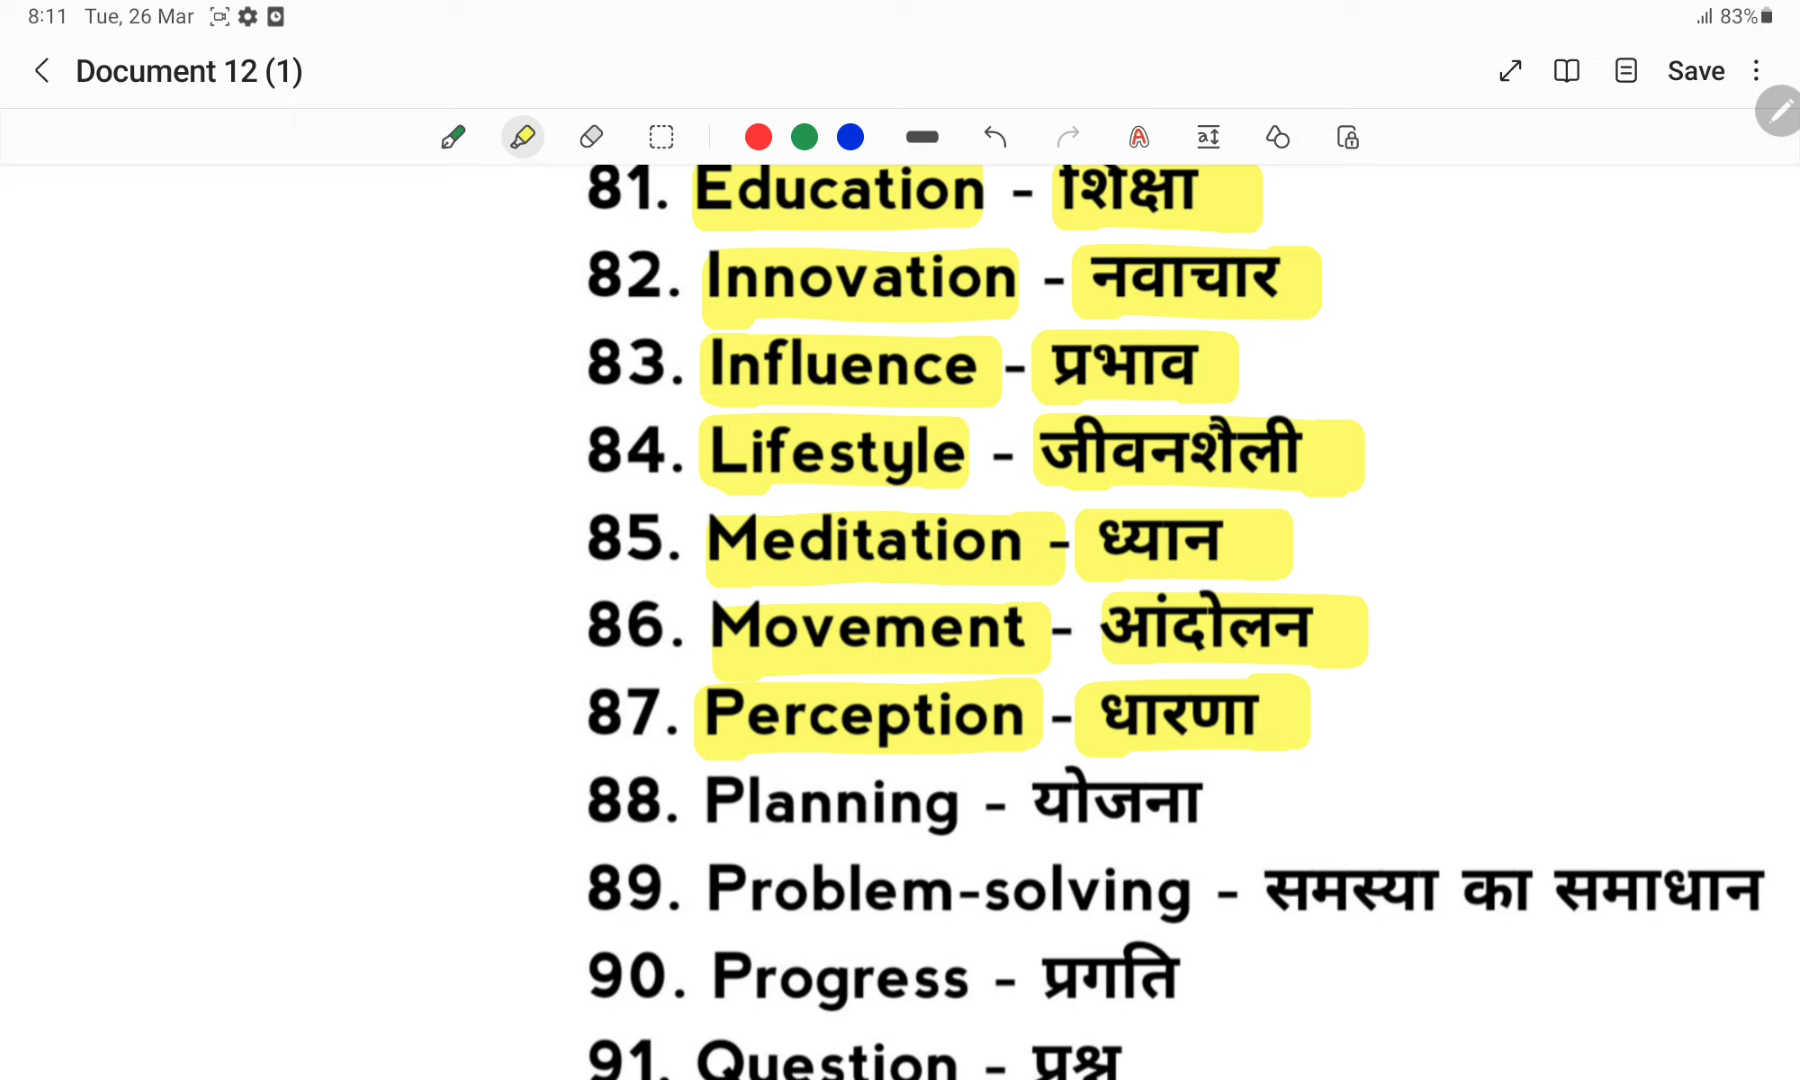 8:11 Tue, 26 Mar 83%
Document 12 (1) Save
81. Education - शिक्षा
82. Innovation - नवाचार
83. Influence - प्रभाव
84. Lifestyle - जीवनशैली
85. Meditation - ध्यान
86. Movement - आंदोलन
87. Perception - धारणा
88. Planning - योजना
89. Problem-solving - समस्या का समाधान
90. Progress - प्रगति
91. Question - प्रश्न